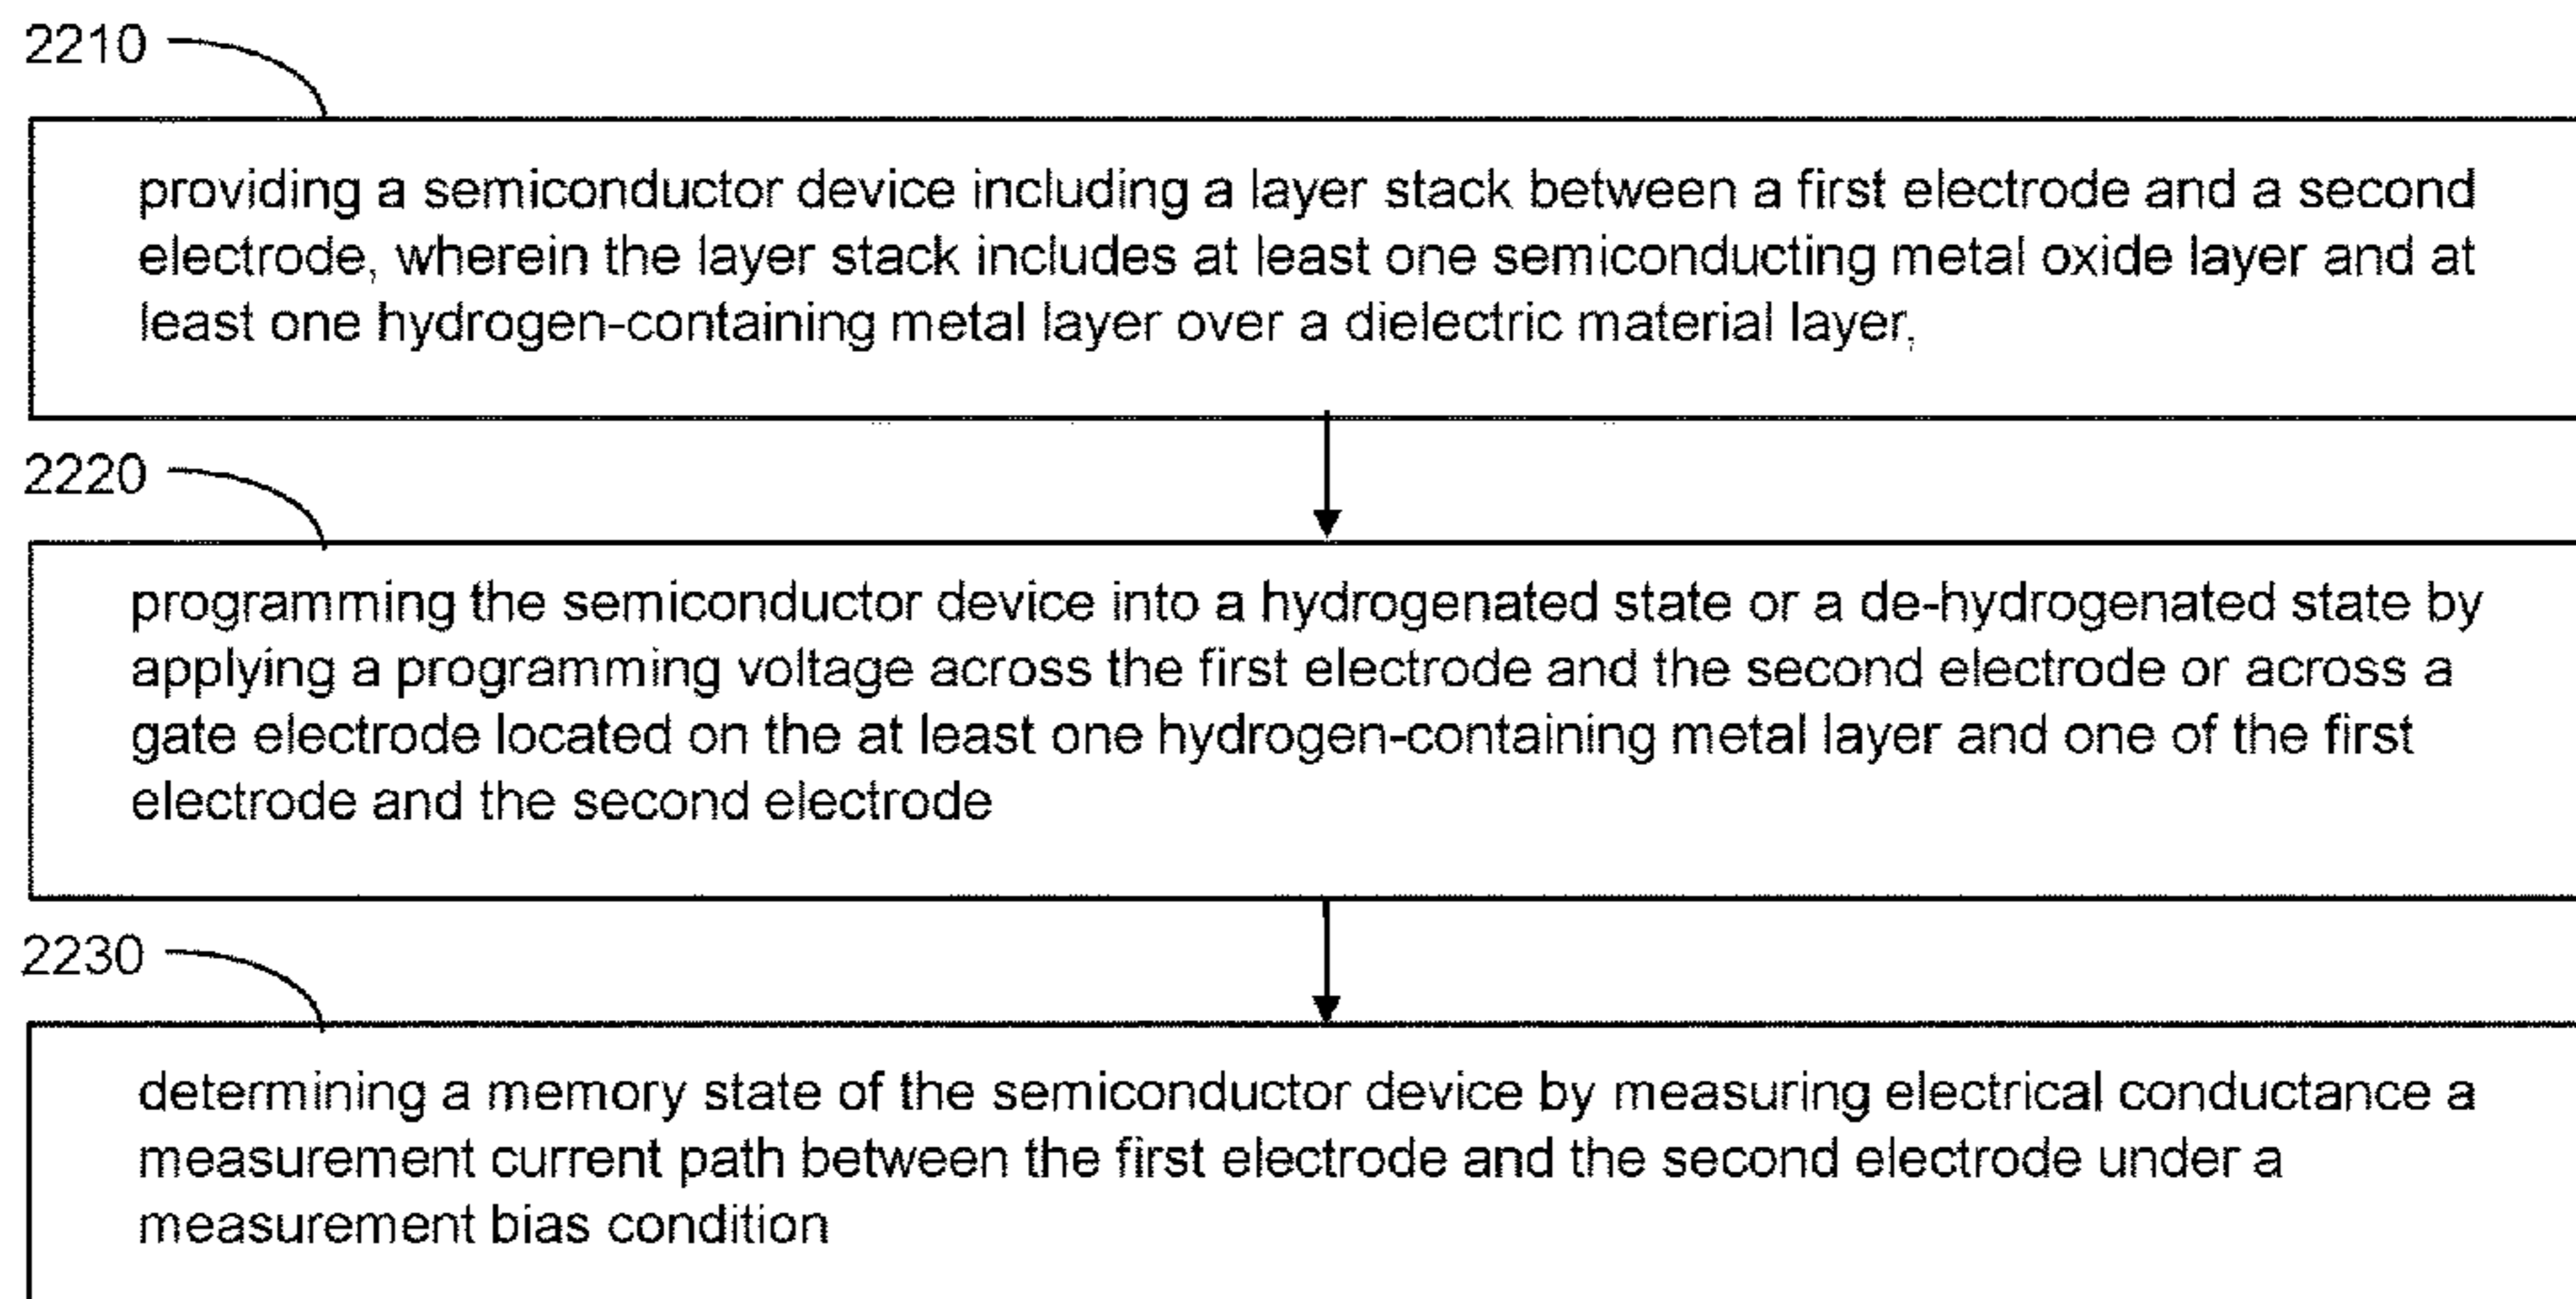 2210
providing a semiconductor device including a layer stack between a first electrode and a second
electrode, wherein the layer stack includes at least one semiconducting metal oxide layer and at
least one hydrogen-containing metal layer over a dielectric material layer,
2220
programming the semiconductor device into a hydrogenated state or a de-hydrogenated state by
applying a programming voltage across the first electrode and the second electrode or across a
gate electrode located on the at least one hydrogen-containing metal layer and one of the first
electrode and the second electrode
2230
determining a memory state of the semiconductor device by measuring electrical conductance a
measurement current path between the first electrode and the second electrode under a
measurement bias condition